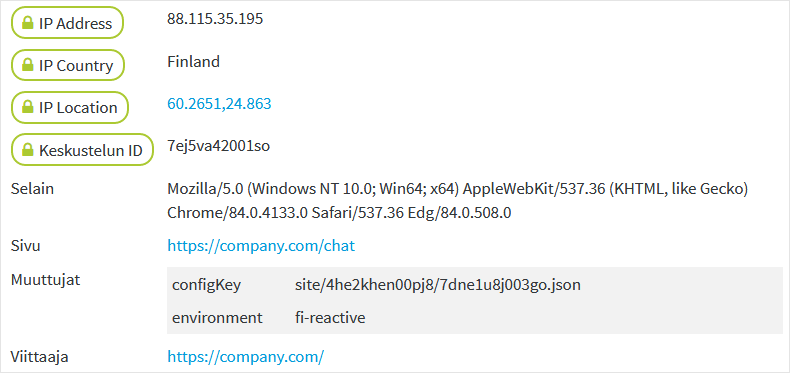 IP Address 88.115.35.195
IP Country Finland
IP Location 60.2651,24.863
Keskustelun ID 7ej5va42001so
Selain Mozilla/5.0 (Windows NT 10.0; Win64; x64) AppleWebKit/537.36 (KHTML, like Gecko)
Chrome/84.0.4133.0 Safari/537.36 Edg/84.0.508.0
Sivu https://company.com/chat
Muuttujat configKey site/4he2khen00pj8/7dne1u8j003go.json
environment fi-reactive
Viittaaja https://company.com/